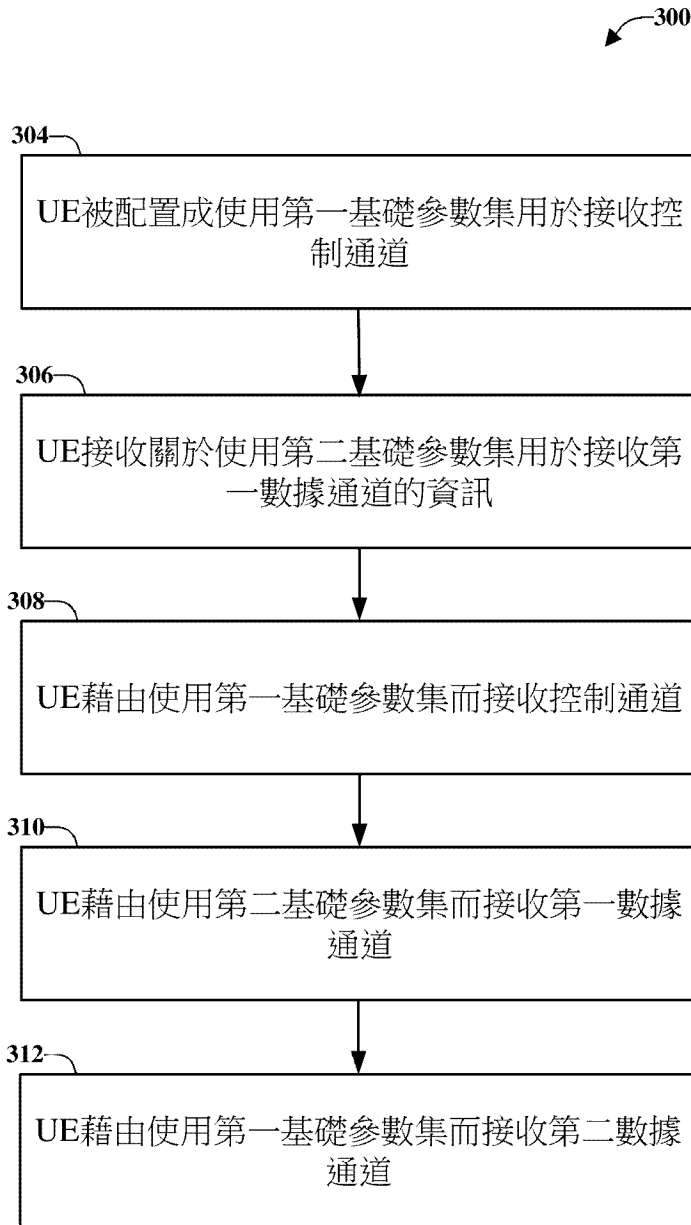 300
304
UE被配置成使用第一基礎參數集用於接收控
制通道
306
UE接收關於使用第二基礎參數集用於接收第
一數據通道的資訊
308
UE藉由使用第一基礎參數集而接收控制通道
310
UE藉由使用第二基礎參數集而接收第一數據
通道
312
UE藉由使用第一基礎參數集而接收第二數據
通道